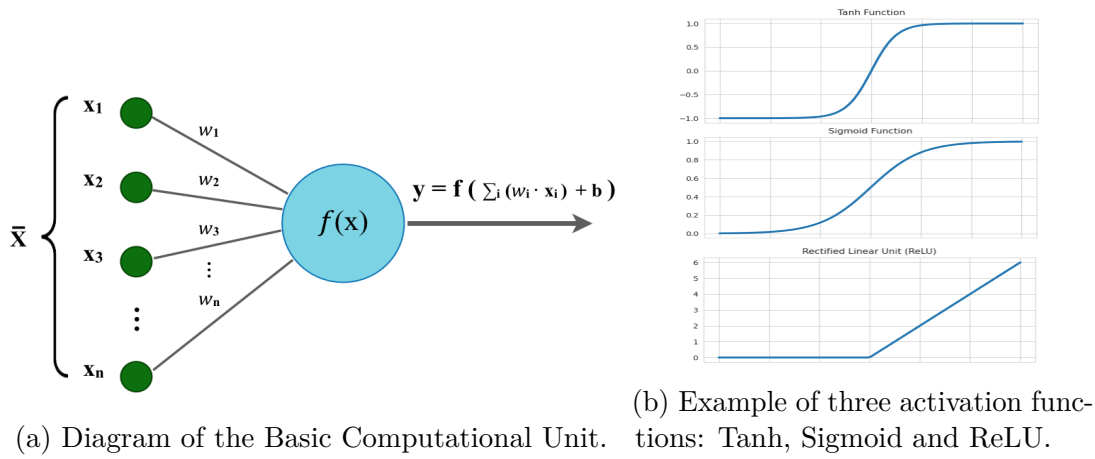 x̄
x₁
x₂
x₃
⋮
xₙ
w₁
w₂
w₃
⋮
wₙ
f(x)
y = f ( ∑ᵢ (wᵢ · xᵢ) + b )
(a) Diagram of the Basic Computational Unit.
Tanh Function
1.0
0.5
0.0
−0.5
−1.0
Sigmoid Function
1.0
0.8
0.6
0.4
0.2
0.0
Rectified Linear Unit (ReLU)
6
5
4
3
2
1
0
(b) Example of three activation func-
tions: Tanh, Sigmoid and ReLU.